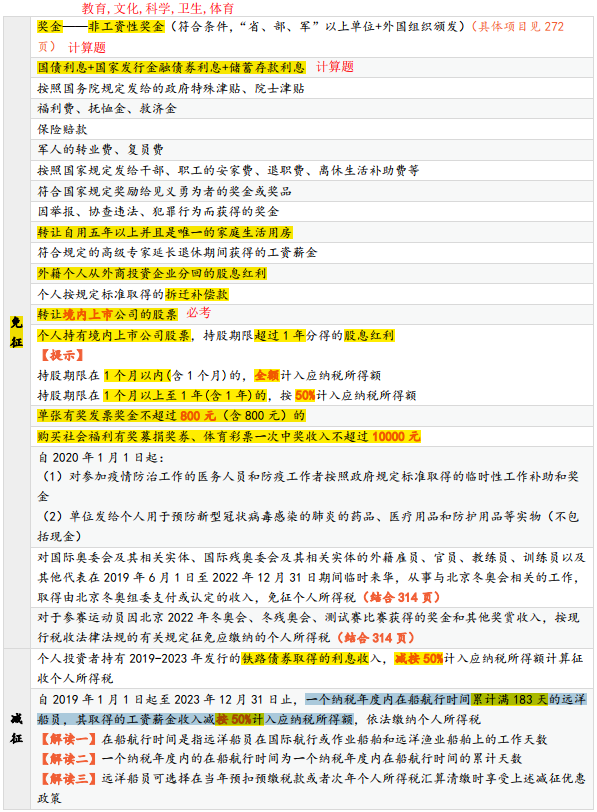 教育,文化,科学,卫生,体育
奖金——非工资性奖金（符合条件，“省、部、军”以上单位+外国组织颁发）（具体项目见 272
页） 计算题
国债利息+国家发行金融债券利息+储蓄存款利息 计算题
按照国务院规定发给的政府特殊津贴、院士津贴
福利费、抚恤金、救济金
保险赔款
军人的转业费、复员费
按照国家规定发给干部、职工的安家费、退职费、离休生活补助费等
符合国家规定奖励给见义勇为者的奖金或奖品
因举报、协查违法、犯罪行为而获得的奖金
转让自用五年以上并且是唯一的家庭生活用房
符合规定的高级专家延长退休期间获得的工资薪金
外籍个人从外商投资企业分回的股息红利
个人按规定标准取得的拆迁补偿款
免
征
转让境内上市公司的股票 必考
个人持有境内上市公司股票，持股期限超过 1 年分得的股息红利
【提示】
持股期限在 1 个月以内(含 1 个月)的，全额计入应纳税所得额
持股期限在 1 个月以上至 1 年(含 1 年)的，按 50%计入应纳税所得额
单张有奖发票奖金不超过 800 元（含 800 元）的
购买社会福利有奖募捐奖券、体育彩票一次中奖收入不超过 10000 元
自 2020 年 1 月 1 日起：
（1）对参加疫情防治工作的医务人员和防疫工作者按照政府规定标准取得的临时性工作补助和奖
金
（2）单位发给个人用于预防新型冠状病毒感染的肺炎的药品、医疗用品和防护用品等实物（不包
括现金）
对国际奥委会及其相关实体、国际残奥委会及其相关实体的外籍雇员、官员、教练员、训练员以及
其他代表在 2019 年 6 月 1 日至 2022 年 12 月 31 日期间临时来华，从事与北京冬奥会相关的工作，
取得由北京冬奥组委支付或认定的收入，免征个人所得税（结合 314 页）
对于参赛运动员因北京 2022 年冬奥会、冬残奥会、测试赛比赛获得的奖金和其他奖赏收入，按现
行税收法律法规的有关规定征免应缴纳的个人所得税（结合 314 页）
减
征
个人投资者持有 2019-2023 年发行的铁路债券取得的利息收入，减按 50%计入应纳税所得额计算征
收个人所得税
自 2019 年 1 月 1 日起至 2023 年 12 月 31 日止，一个纳税年度内在船航行时间累计满 183 天的远洋
船员，其取得的工资薪金收入减按 50%计入应纳税所得额，依法缴纳个人所得税
【解读一】在船航行时间是指远洋船员在国际航行或作业船舶和远洋渔业船舶上的工作天数
【解读二】一个纳税年度内的在船航行时间为一个纳税年度内在船航行时间的累计天数
【解读三】远洋船员可选择在当年预扣预缴税款或者次年个人所得税汇算清缴时享受上述减征优惠
政策